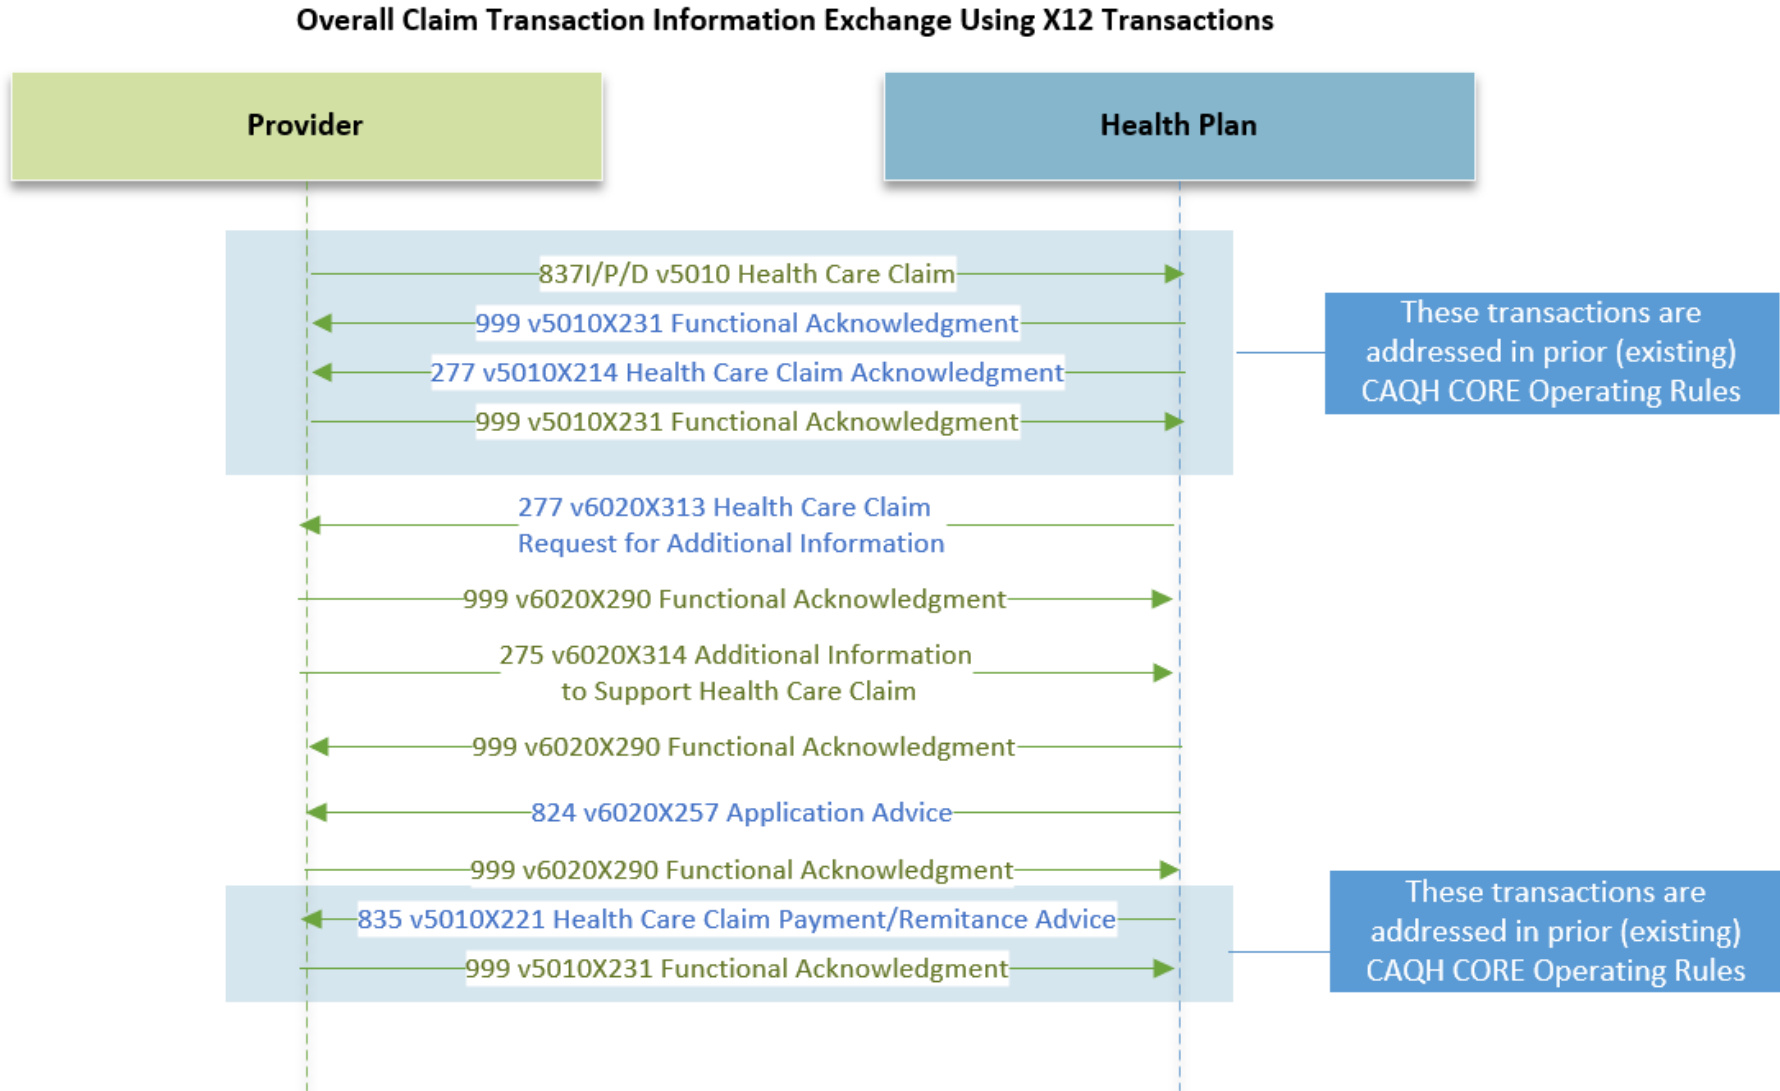 Overall Claim Transaction Information Exchange Using X12 Transactions
Provider
Health Plan
837I/P/D v5010 Health Care Claim
999 v5010X231 Functional Acknowledgment
277 v5010X214 Health Care Claim Acknowledgment
999 v5010X231 Functional Acknowledgment
These transactions are
addressed in prior (existing)
CAQH CORE Operating Rules
277 v6020X313 Health Care Claim
Request for Additional Information
999 v6020X290 Functional Acknowledgment
275 v6020X314 Additional Information
to Support Health Care Claim
999 v6020X290 Functional Acknowledgment
824 v6020X257 Application Advice
999 v6020X290 Functional Acknowledgment
835 v5010X221 Health Care Claim Payment/Remitance Advice
999 v5010X231 Functional Acknowledgment
These transactions are
addressed in prior (existing)
CAQH CORE Operating Rules